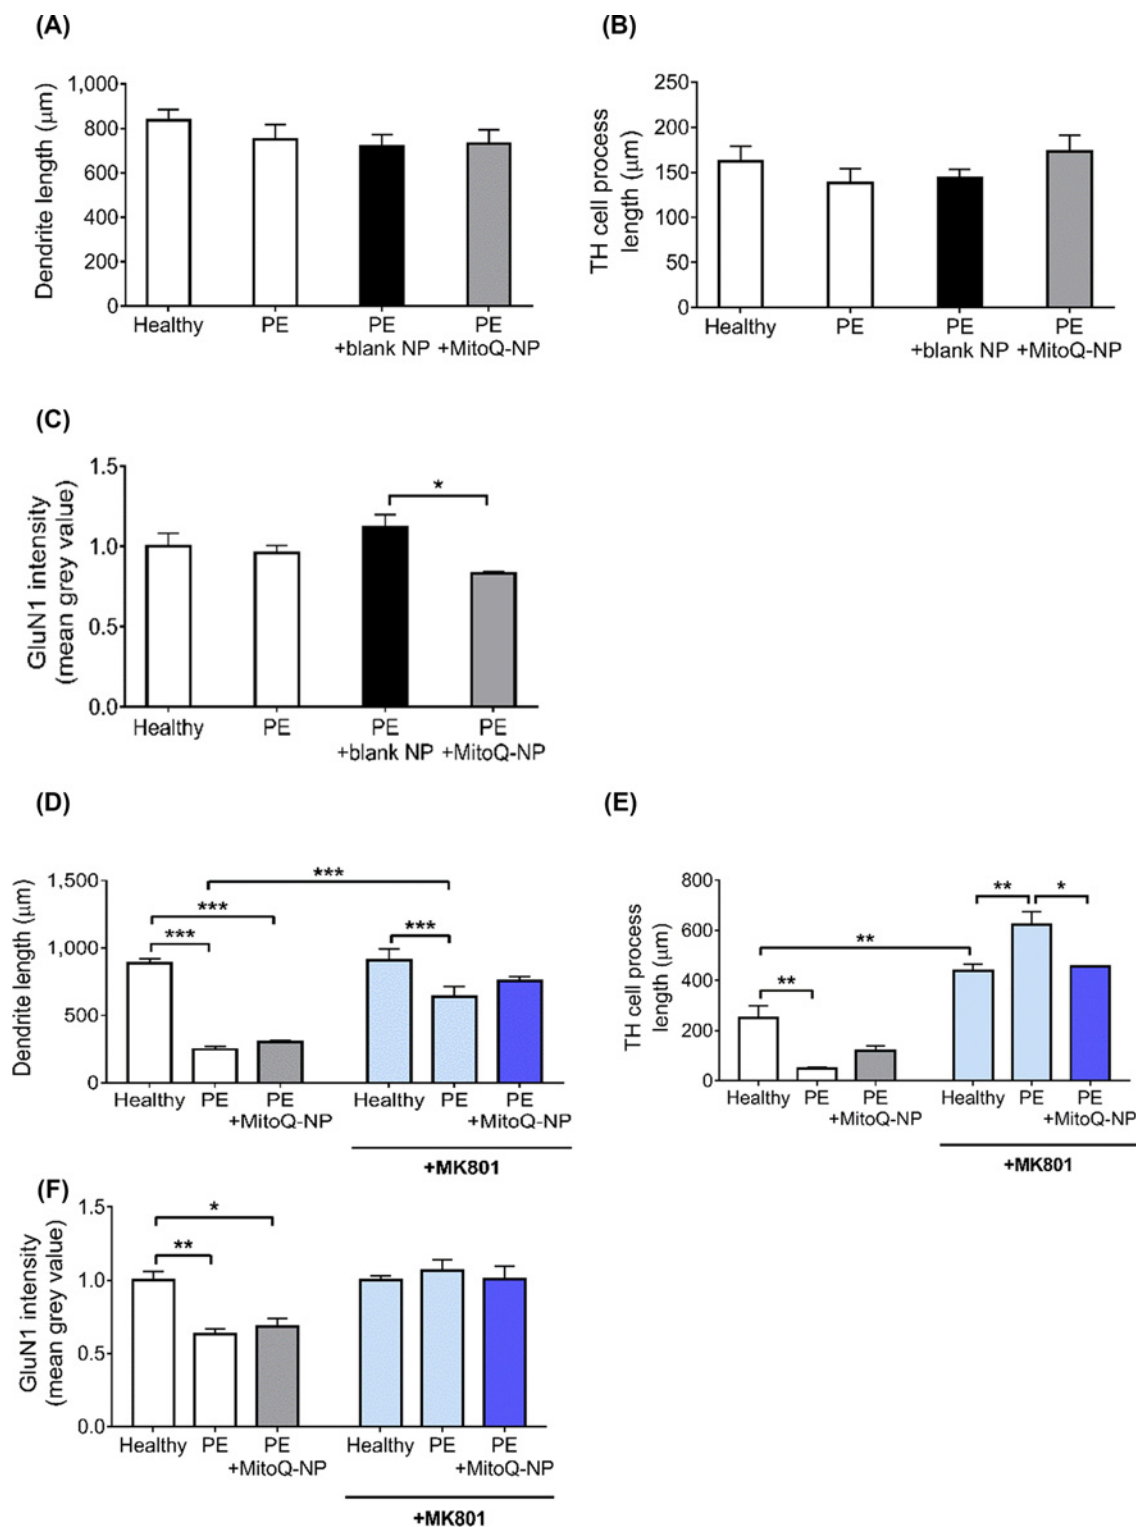 (A)
Dendrite length (μm)
1,000
800
600
400
200
0
Healthy PE PE PE
+blank NP +MitoQ-NP
(B)
TH cell process
length (μm)
250
200
150
100
50
0
Healthy PE PE PE
+blank NP +MitoQ-NP
(C)
GluN1 intensity
(mean grey value)
1.5
1.0
0.5
0.0
*
Healthy PE PE PE
+blank NP +MitoQ-NP
(D)
Dendrite length (μm)
1,500
1,000
500
0
***
***
*** ***
Healthy PE PE Healthy PE PE
+MitoQ-NP +MitoQ-NP
+MK801
(E)
TH cell process
length (μm)
800
600
400
200
0
** *
**
**
Healthy PE PE Healthy PE PE
+MitoQ-NP +MitoQ-NP
+MK801
(F)
GluN1 intensity
(mean grey value)
1.5
1.0
0.5
0.0
*
**
Healthy PE PE Healthy PE PE
+MitoQ-NP +MitoQ-NP
+MK801